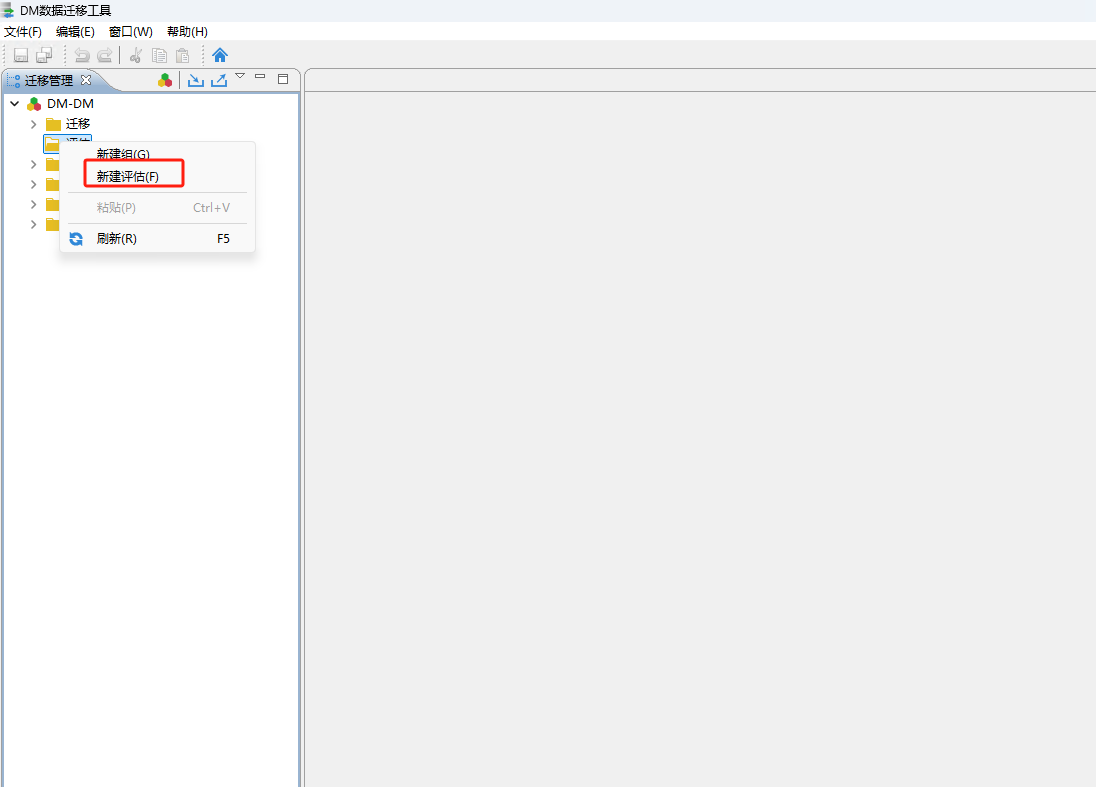 DM数据迁移工具
文件(F) 编辑(E) 窗口(W) 帮助(H)
迁移管理
DM-DM
迁移
新建组(G)
新建评估(F)
粘贴(P) Ctrl+V
刷新(R) F5